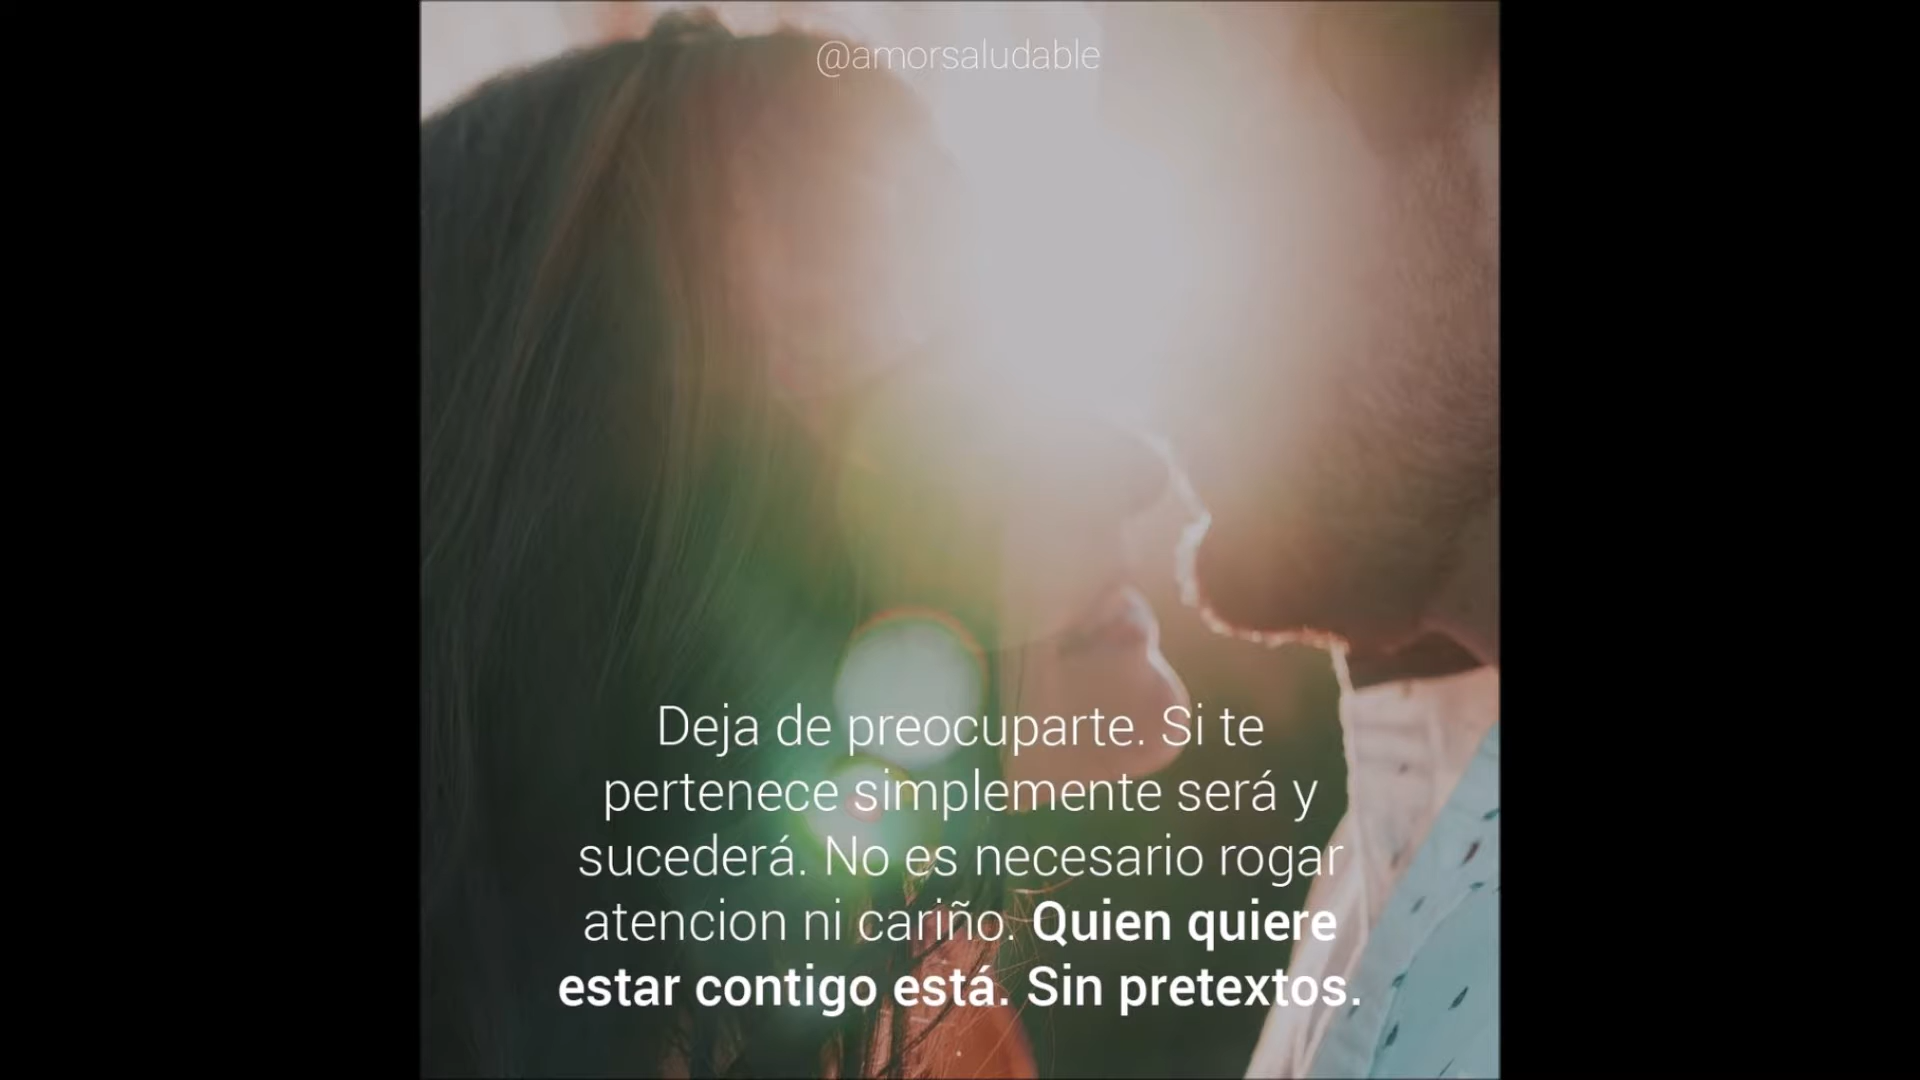 @amorsaludable
Deja de preocuparte. Si te
pertenece simplemente será y
sucederá. No es necesario rogar
atencion ni cariño. Quien quiere
estar contigo está. Sin pretextos.